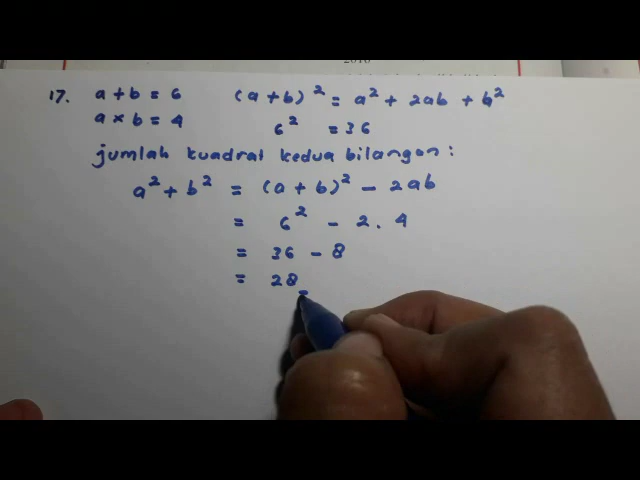 2016
17. a + b = 6 (a + b)² = a² + 2ab + b²
a × b = 4 6² = 36
jumlah kuadrat kedua bilangan :
a² + b² = (a + b)² - 2ab
= 6² - 2 . 4
= 36 - 8
= 28